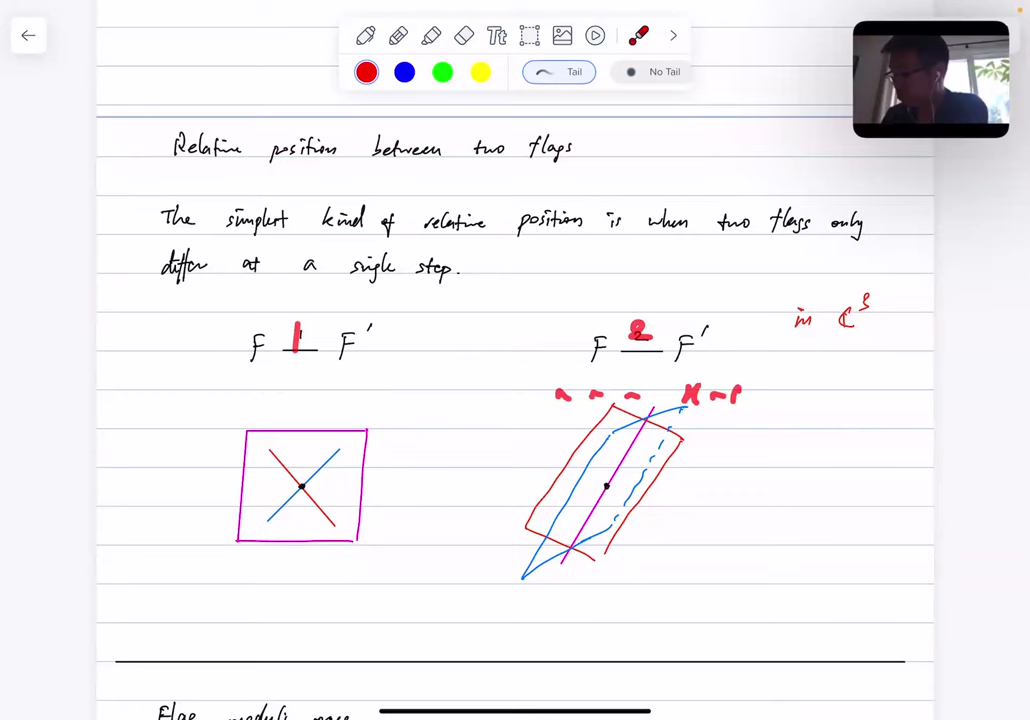 Tt Tail No Tail
Relative position between two flags
The simplest kind of relative position is when two flags only
differ at a single step.
in ℂ³
F 1 F′ F 2 F′
Flag moduli space